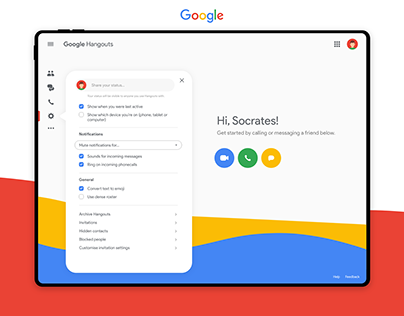 Google
Google Hangouts
Share your status...
Your status will be visible to anyone you use Hangouts with.
Show when you were last active
Show which device you're on (phone, tablet or
computer)
Notifications
Mute notifications for...
Sounds for incoming messages
Ring on incoming phonecalls
General
Convert text to emoji
Use dense roster
Archive Hangouts
Invitations
Hidden contacts
Blocked people
Customise invitation settings
Hi, Socrates!
Get started by calling or messaging a friend below.
Help
Feedback